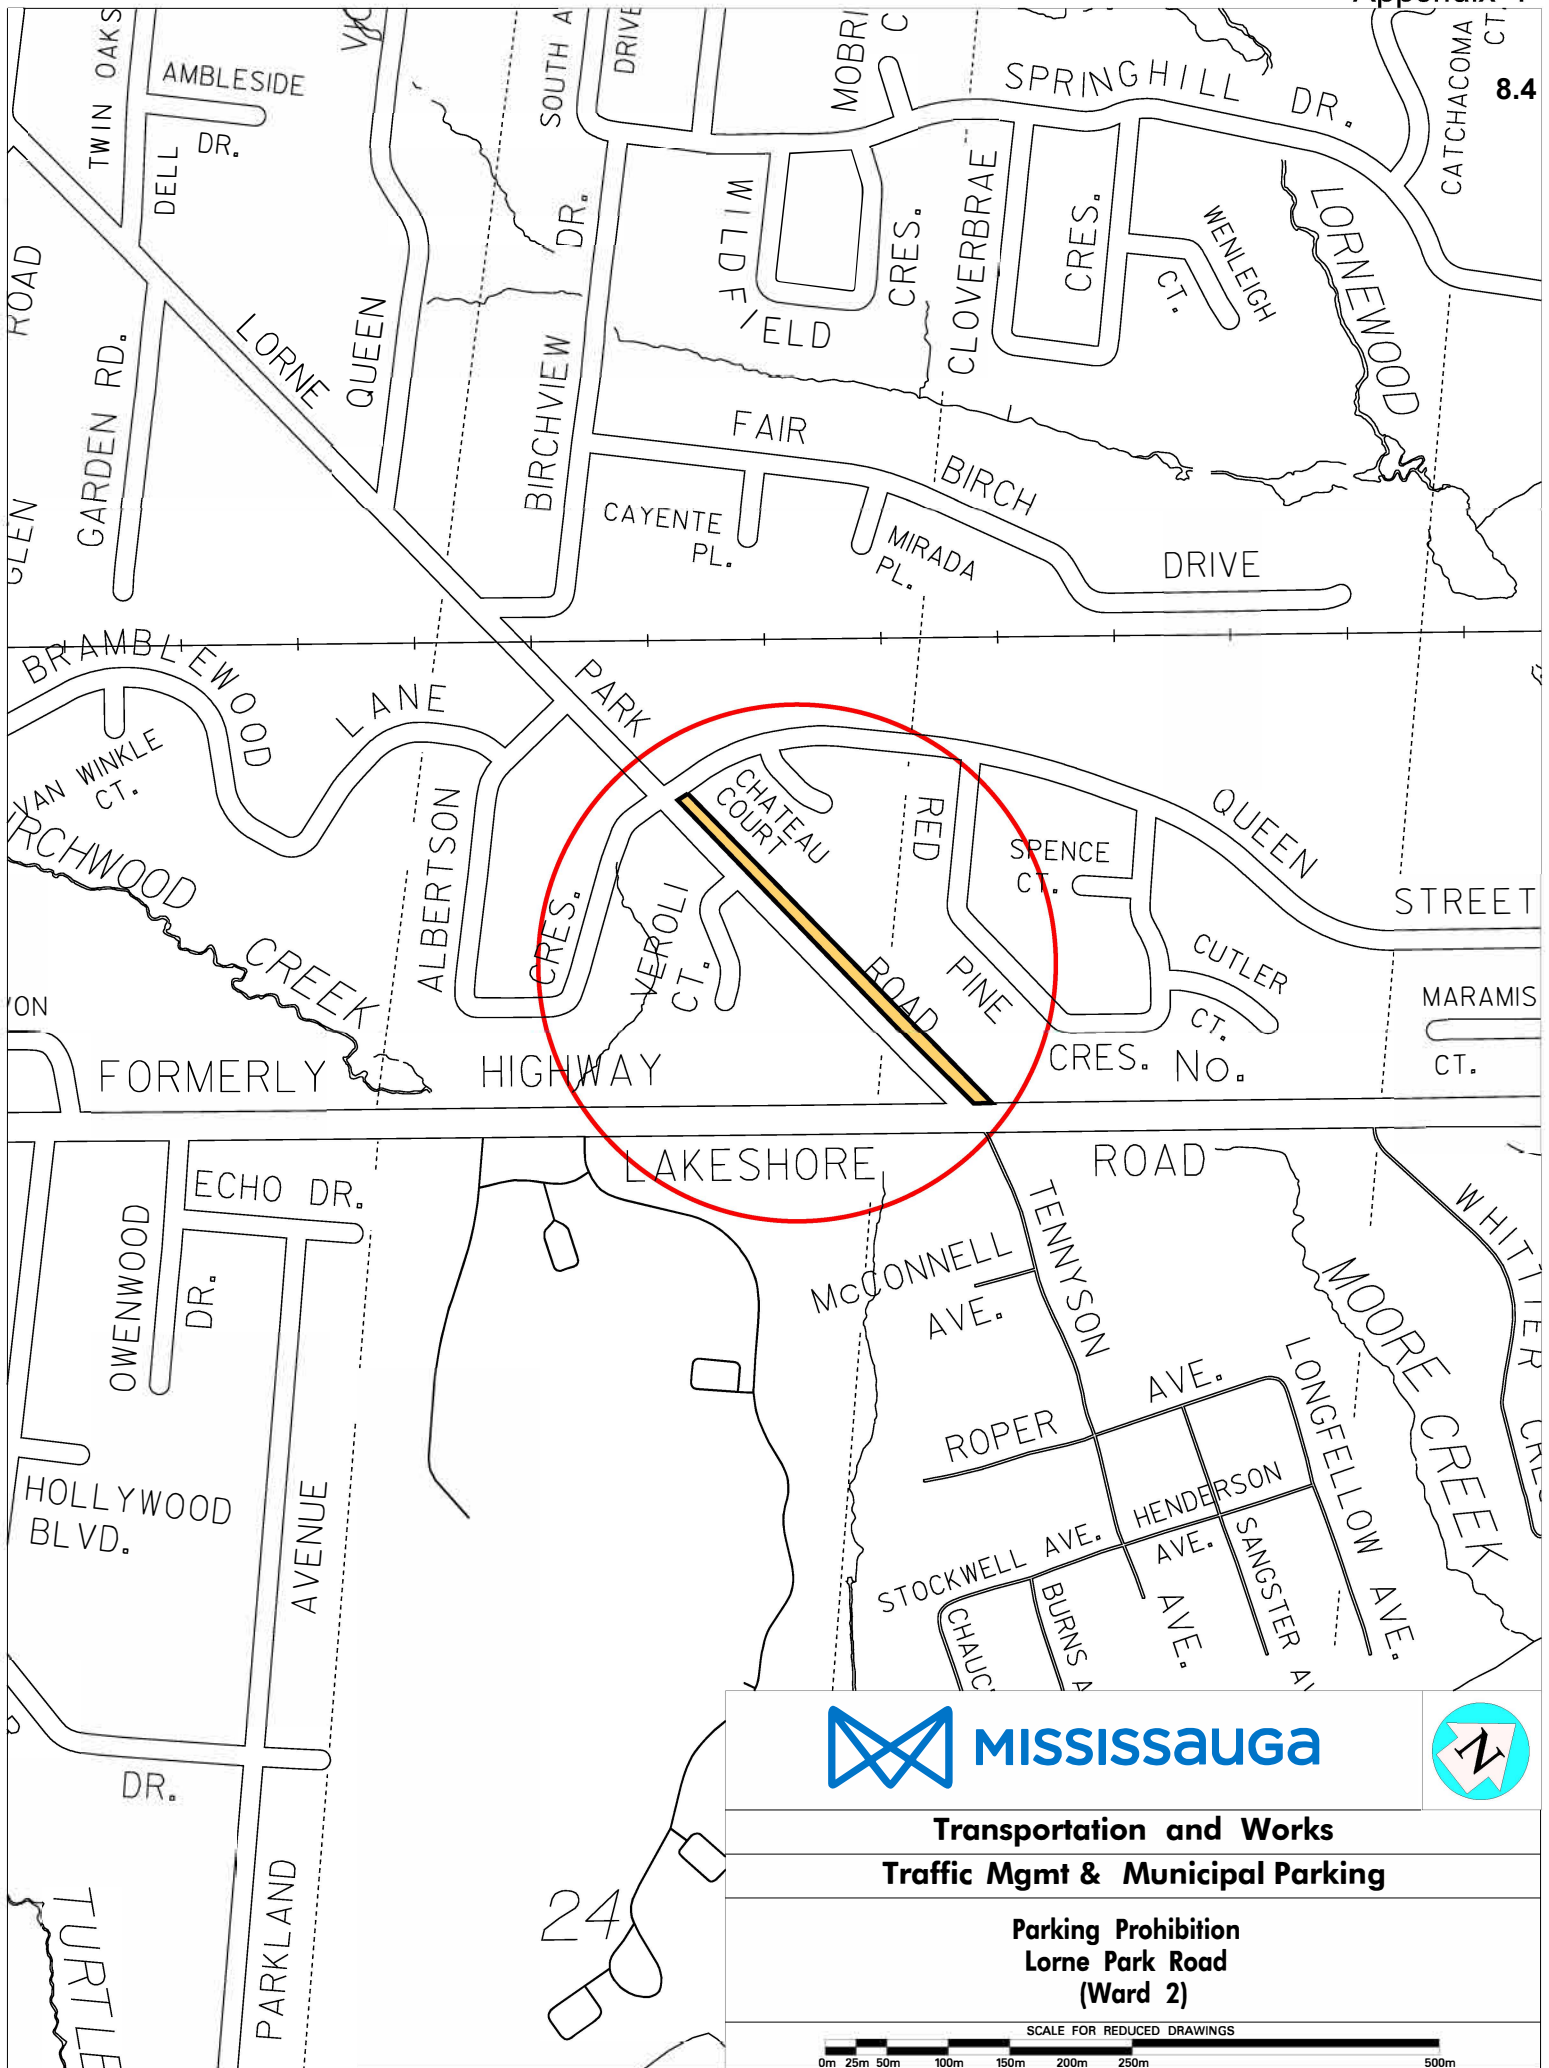 8.4
TWIN OAKS
DELL
AMBLESIDE
DR.
SOUTH
DRIVE
SPRINGHILL DR.
CATCHACOMA
CT.
ROAD
GARDEN RD.
LORNE
QUEEN
BIRCHVIEW
DR.
WILDFIELD
CRES.
CLOVERBRAE
CRES.
WENLEIGH
CT.
LORNEWOOD
FAIR
BIRCH
DRIVE
CAYENTE
PL.
MIRADA
PL.
BRAMBLEWOOD
LANE
VAN WINKLE
CT.
PARK
ALBERTSON
CRES.
VEROLI
CT.
CHATEAU
COURT
ROAD
RED
PINE
CRES.
SPENCE
CT.
QUEEN
STREET
CUTLER
CT.
MARAMIS
CT.
CREEK
FORMERLY HIGHWAY No.
LAKESHORE ROAD
ECHO DR.
OWENWOOD
DR.
HOLLYWOOD
BLVD.
AVENUE
PARKLAND
DR.
McCONNELL
AVE.
TENNYSON
AVE.
ROPER
AVE.
HENDERSON
AVE.
STOCKWELL AVE.
BURNS
SANGSTER
LONGFELLOW
AVE.
MOORE
CREEK
WHITTIER
24
MISSISSauGa
N
Transportation and Works
Traffic Mgmt & Municipal Parking
Parking Prohibition
Lorne Park Road
(Ward 2)
SCALE FOR REDUCED DRAWINGS
0m 25m 50m 100m 150m 200m 250m 500m